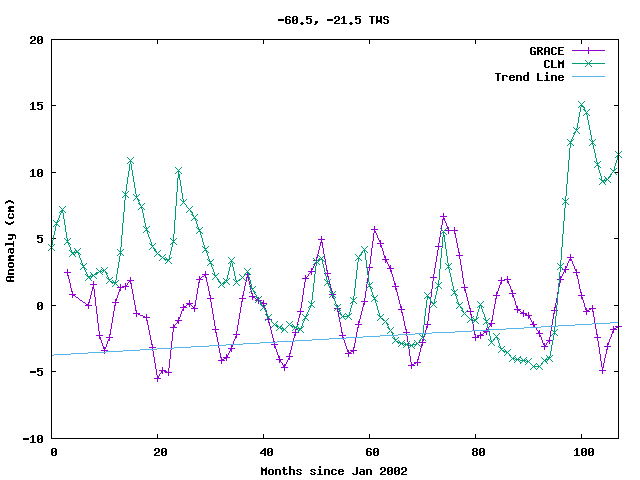 -60.5, -21.5 TWS
GRACE
CLM
Trend Line
20
15
10
5
0
-5
-10
Anomaly (cm)
0 20 40 60 80 100
Months since Jan 2002